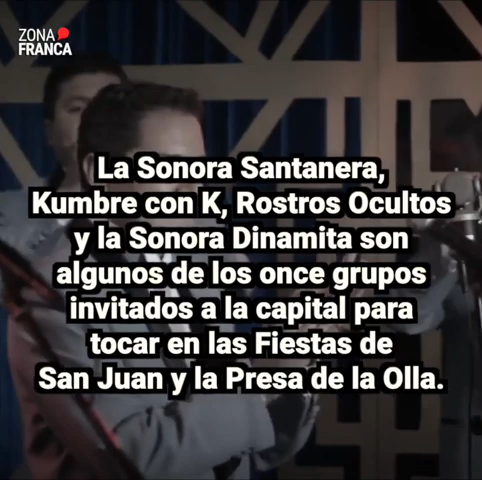 ZONA
FRANCA
La Sonora Santanera,
Kumbre con K, Rostros Ocultos
y la Sonora Dinamita son
algunos de los once grupos
invitados a la capital para
tocar en las Fiestas de
San Juan y la Presa de la Olla.